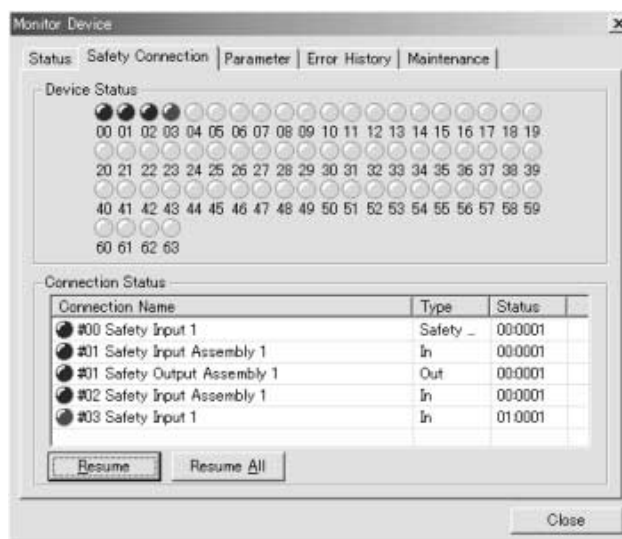 Monitor Device
Status Safety Connection Parameter Error History Maintenance
Device Status
00 01 02 03 04 05 06 07 08 09 10 11 12 13 14 15 16 17 18 19
20 21 22 23 24 25 26 27 28 29 30 31 32 33 34 35 36 37 38 39
40 41 42 43 44 45 46 47 48 49 50 51 52 53 54 55 56 57 58 59
60 61 62 63
Connection Status
Connection Name Type Status
#00 Safety Input 1 Safety ... 00:0001
#01 Safety Input Assembly 1 In 00:0001
#01 Safety Output Assembly 1 Out 00:0001
#02 Safety Input Assembly 1 In 00:0001
#03 Safety Input 1 In 01:0001
Resume Resume All
Close